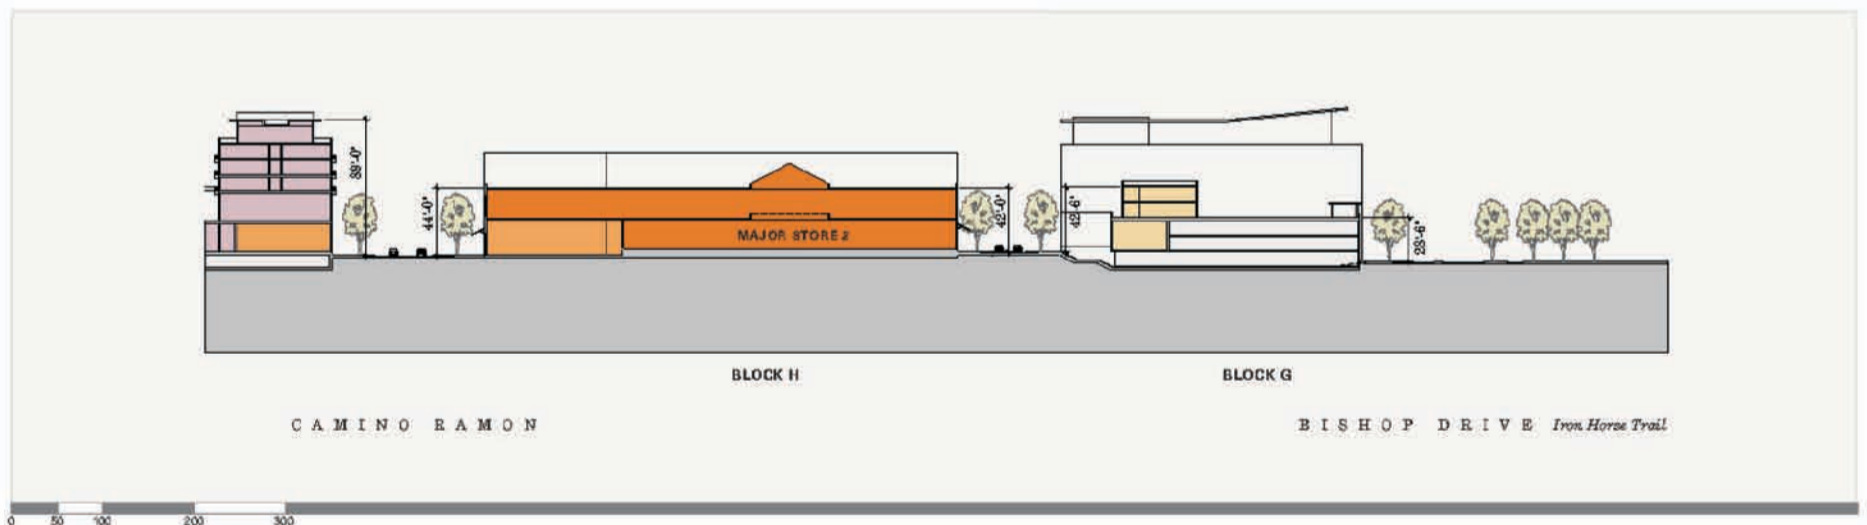 89'-0"
44'-0"
MAJOR STORE 2
42'-0"
42'-6"
28'-6"
BLOCK H
BLOCK G
CAMINO RAMON
BISHOP DRIVE Iron Horse Trail
0 50 100 200 300